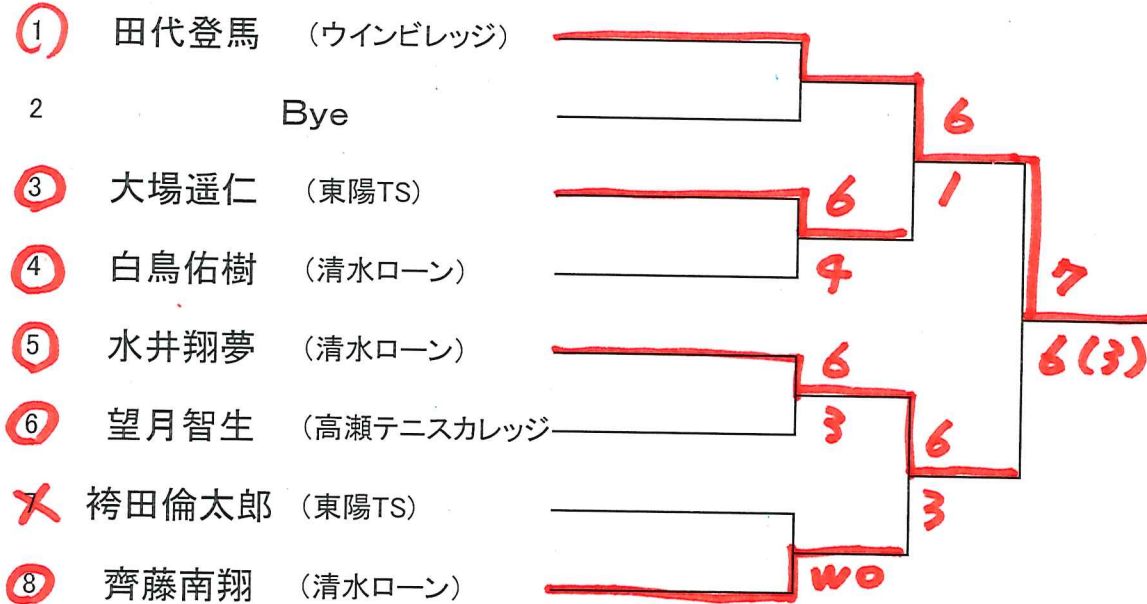 1 田代登馬 (ウインビレッジ)
2 Bye
6
3 大場遥仁 (東陽TS) 6
1
4 白鳥佑樹 (清水ローン) 4
7
5 水井翔夢 (清水ローン) 6
6(3)
6 望月智生 (高瀬テニスカレッジ 3
6
7 袴田倫太郎 (東陽TS)
3
8 齊藤南翔 (清水ローン) WO